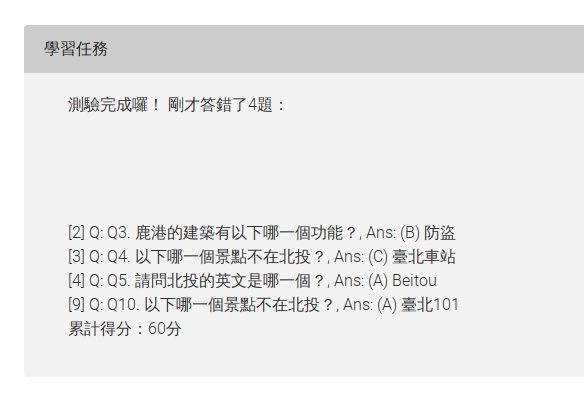 學習任務
測驗完成囉！ 剛才答錯了4題：
[2] Q: Q3. 鹿港的建築有以下哪一個功能？, Ans: (B) 防盜
[3] Q: Q4. 以下哪一個景點不在北投？, Ans: (C) 臺北車站
[4] Q: Q5. 請問北投的英文是哪一個？, Ans: (A) Beitou
[9] Q: Q10. 以下哪一個景點不在北投？, Ans: (A) 臺北101
累計得分：60分